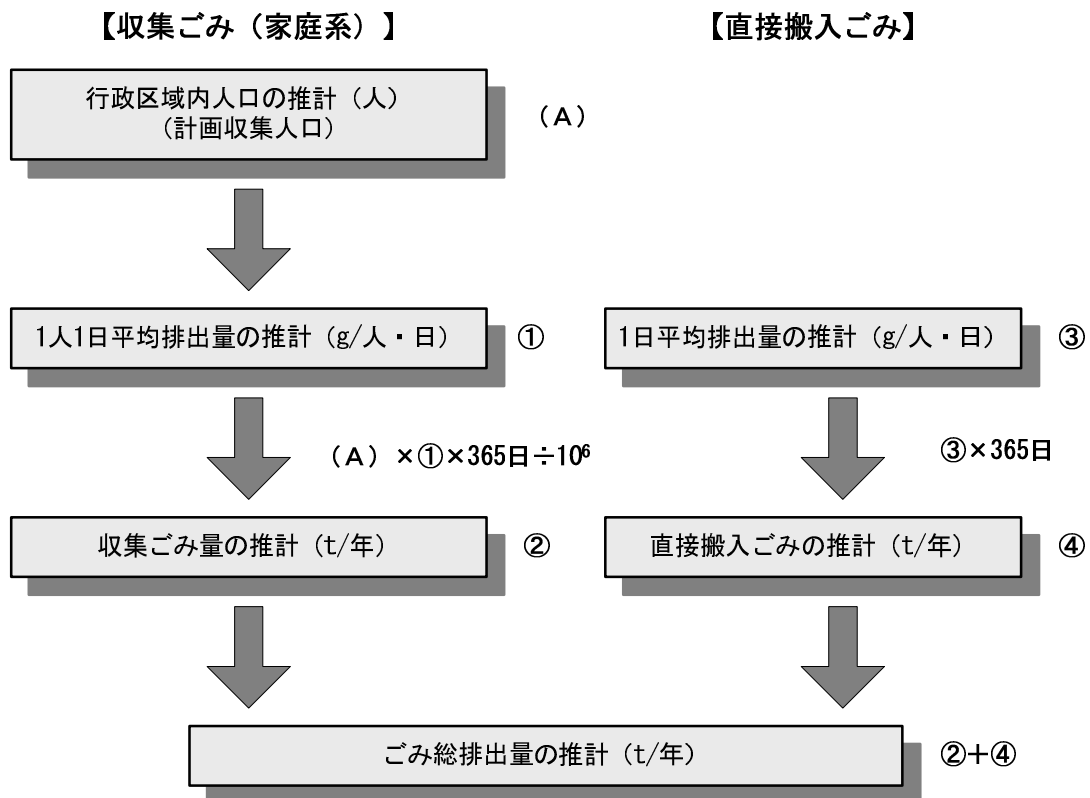 【収集ごみ（家庭系）】
【直接搬入ごみ】
行政区域内人口の推計（人）
（計画収集人口）
（Ａ）
1人1日平均排出量の推計（g/人・日）
①
1日平均排出量の推計（g/人・日）
③
（Ａ）×①×365日÷10⁶
③×365日
収集ごみ量の推計（t/年）
②
直接搬入ごみの推計（t/年）
④
ごみ総排出量の推計（t/年）
②＋④